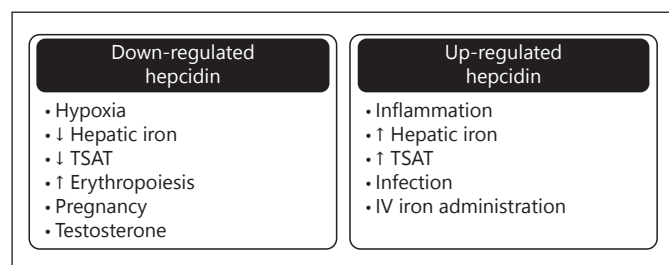 Down-regulated
hepcidin
• Hypoxia
• ↓ Hepatic iron
• ↓ TSAT
• ↑ Erythropoiesis
• Pregnancy
• Testosterone
Up-regulated
hepcidin
• Inflammation
• ↑ Hepatic iron
• ↑ TSAT
• Infection
• IV iron administration